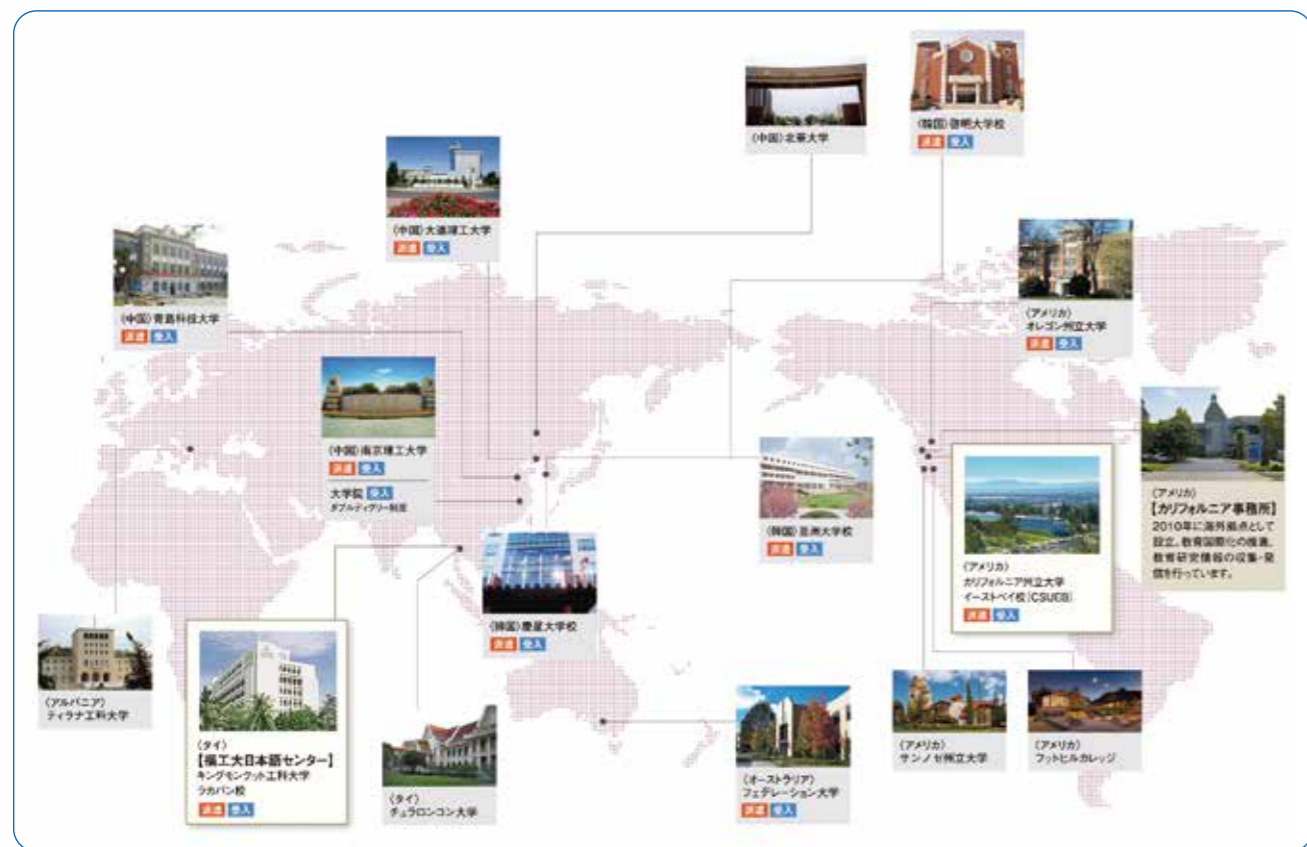 (中国)北華大学
(韓国)啓明大学校
派遣 受入
(中国)大連理工大学
派遣 受入
(中国)青島科技大学
派遣 受入
(アメリカ)
オレゴン州立大学
派遣 受入
(中国)南京理工大学
派遣 受入
大学院 受入
ダブルディグリー制度
(韓国)亜洲大学校
派遣 受入
(アメリカ)
カリフォルニア州立大学
イーストベイ校[CSUEB]
派遣 受入
(アメリカ)
【カリフォルニア事務所】
2010年に海外拠点として
設立。教育国際化の推進、
教育研究情報の収集・発
信を行っています。
(韓国)慶星大学校
派遣 受入
(アルバニア)
ティラナ工科大学
(タイ)
【福工大日本語センター】
キングモンクット工科大学
ラカバン校
派遣 受入
(タイ)
チュラロンコン大学
(オーストラリア)
フェデレーション大学
派遣 受入
(アメリカ)
サンノゼ州立大学
(アメリカ)
フットヒルカレッジ